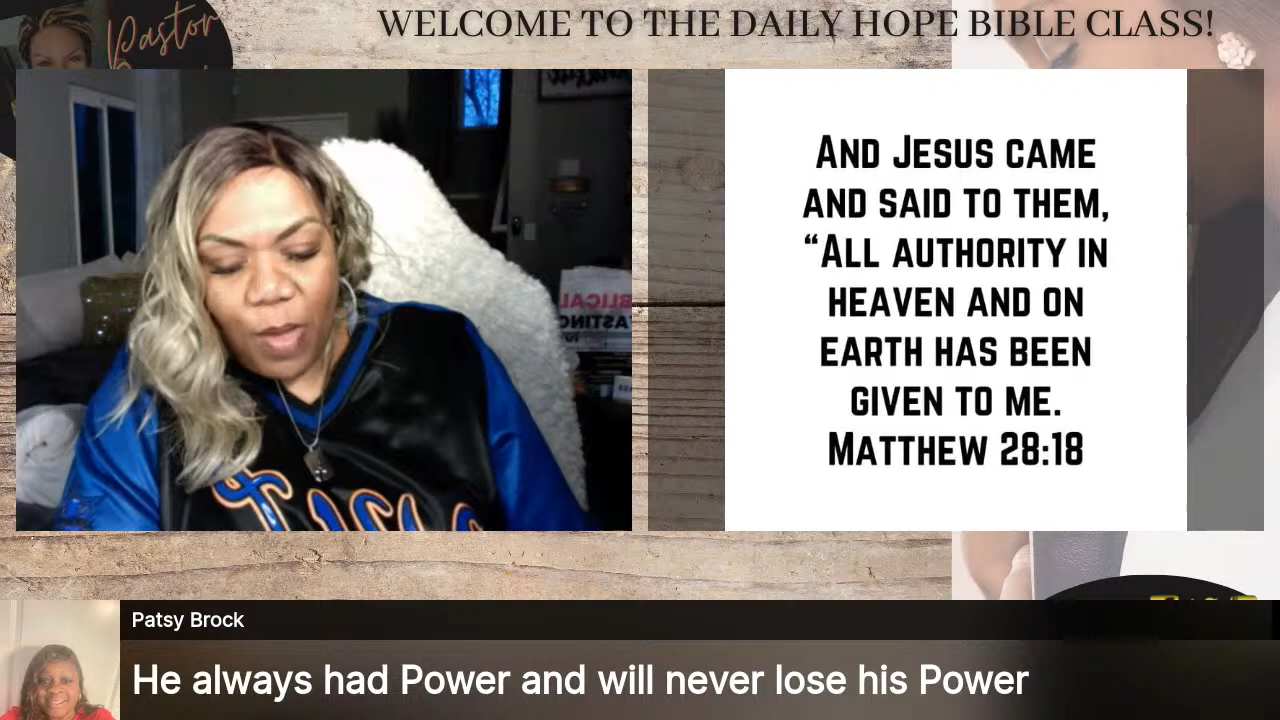 Pastor
WELCOME TO THE DAILY HOPE BIBLE CLASS!
AND JESUS CAME
AND SAID TO THEM,
“ALL AUTHORITY IN
HEAVEN AND ON
EARTH HAS BEEN
GIVEN TO ME.
MATTHEW 28:18
Patsy Brock
He always had Power and will never lose his Power